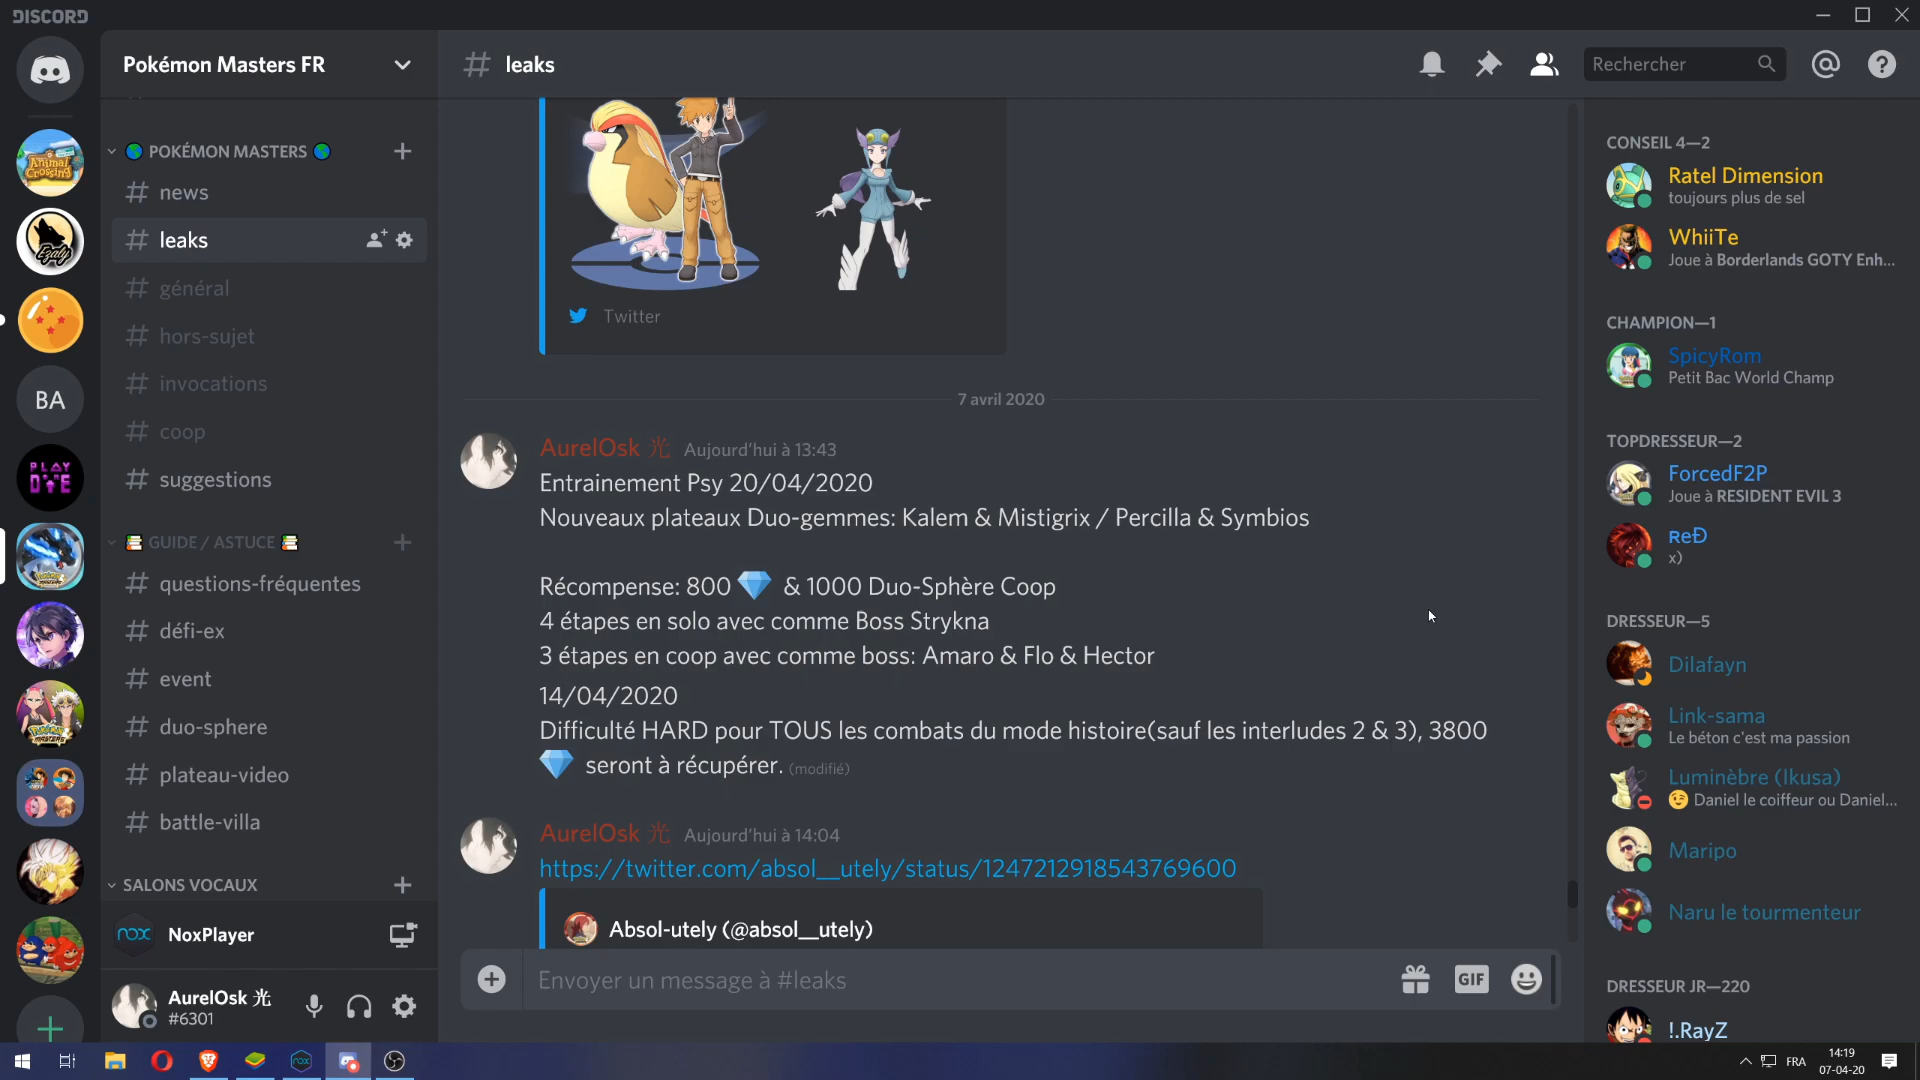 DISCORD
Pokémon Masters FR
# leaks
Rechercher
POKÉMON MASTERS
# news
# leaks
# général
# hors-sujet
# invocations
# coop
# suggestions
GUIDE / ASTUCE
# questions-fréquentes
# défi-ex
# event
# duo-sphere
# plateau-video
# battle-villa
SALONS VOCAUX
NoxPlayer
AurelOsk 光
#6301
Animal Crossing
Ezaly
BA
PLAY
nox
Twitter
7 avril 2020
AurelOsk 光 Aujourd'hui à 13:43
Entrainement Psy 20/04/2020
Nouveaux plateaux Duo-gemmes: Kalem & Mistigrix / Percilla & Symbios
Récompense: 800 💎 & 1000 Duo-Sphère Coop
4 étapes en solo avec comme Boss Strykna
3 étapes en coop avec comme boss: Amaro & Flo & Hector
14/04/2020
Difficulté HARD pour TOUS les combats du mode histoire(sauf les interludes 2 & 3), 3800
💎 seront à récupérer. (modifié)
AurelOsk 光 Aujourd'hui à 14:04
https://twitter.com/absol__utely/status/1247212918543769600
Absol-utely (@absol__utely)
Envoyer un message à #leaks
GIF
CONSEIL 4—2
Ratel Dimension
toujours plus de sel
WhiiTe
Joue à Borderlands GOTY Enh...
CHAMPION—1
SpicyRom
Petit Bac World Champ
TOPDRESSEUR—2
ForcedF2P
Joue à RESIDENT EVIL 3
ʀᴇÐ
x)
DRESSEUR—5
Dilafayn
Link-sama
Le béton c'est ma passion
Luminèbre (Ikusa)
😉 Daniel le coiffeur ou Daniel...
Maripo
Naru le tourmenteur
DRESSEUR JR—220
!.RayZ
FRA
14:19
07-04-20